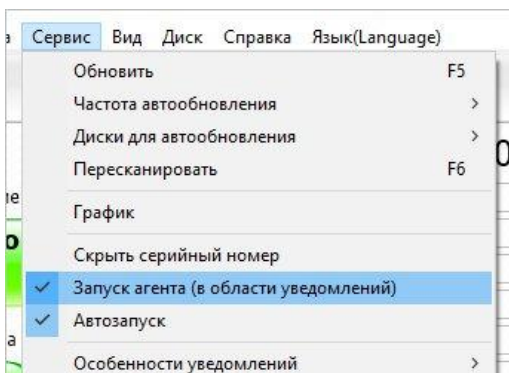 Сервис Вид Диск Справка Язык(Language)
Обновить F5
Частота автообновления
Диски для автообновления
Пересканировать F6
График
Скрыть серийный номер
Запуск агента (в области уведомлений)
Автозапуск
Особенности уведомлений